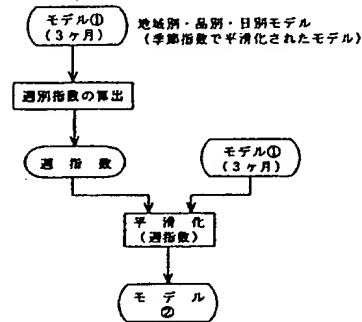 モデル①
(3ヶ月)
地域別・品別・日別モデル
(季節指数で平滑化されたモデル)
週別指数の算出
週指数
モデル①
(3ヶ月)
平滑化
(週指数)
モデル
②